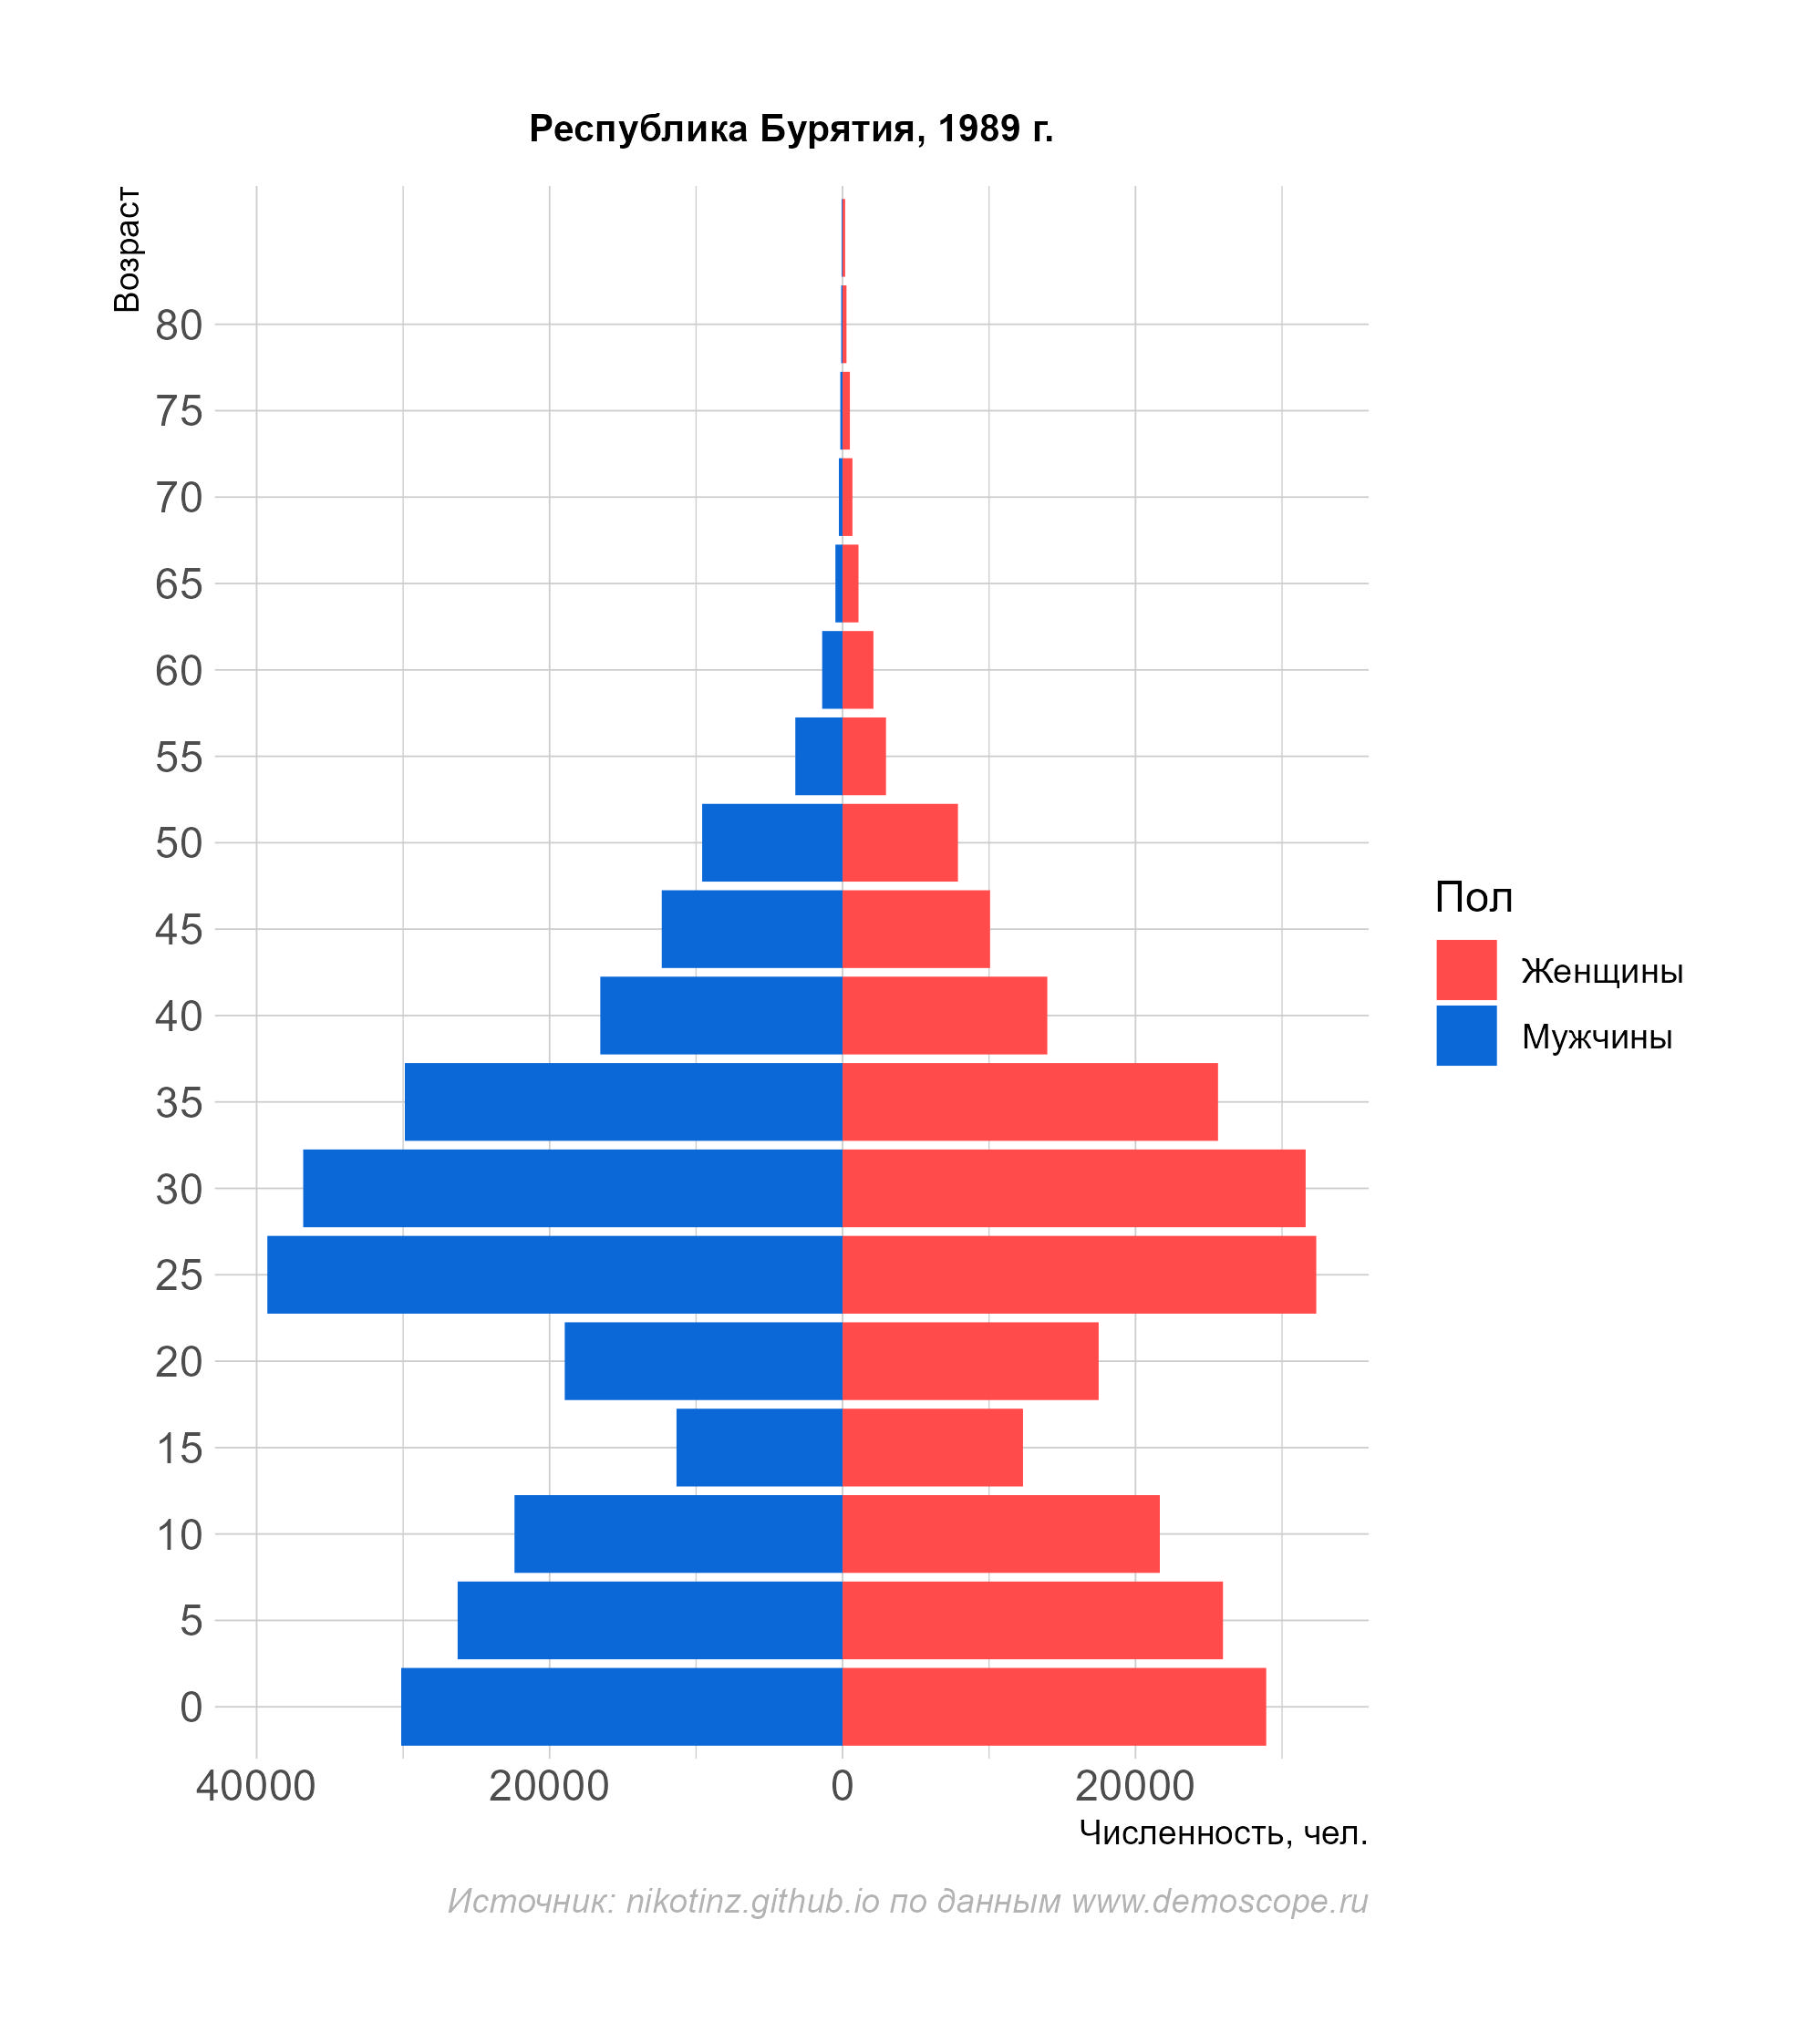 Республика Бурятия, 1989 г.
Возраст
80
75
70
65
60
55
50
45
40
35
30
25
20
15
10
5
0
40000 20000 0 20000
Численность, чел.
Пол
Женщины
Мужчины
Источник: nikotinz.github.io по данным www.demoscope.ru